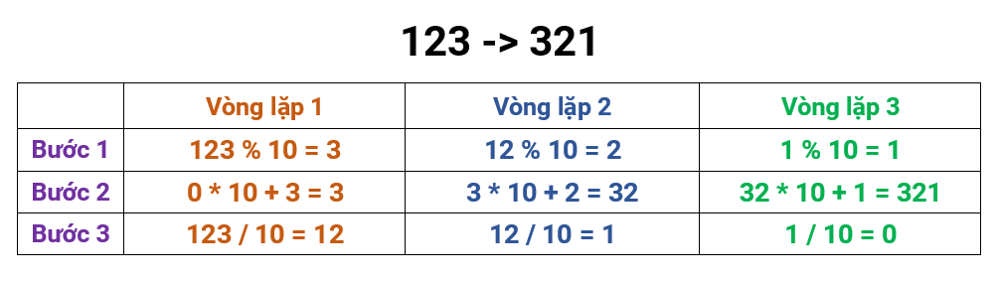 123 -> 321
Vòng lặp 1 Vòng lặp 2 Vòng lặp 3
Bước 1 123 % 10 = 3 12 % 10 = 2 1 % 10 = 1
Bước 2 0 * 10 + 3 = 3 3 * 10 + 2 = 32 32 * 10 + 1 = 321
Bước 3 123 / 10 = 12 12 / 10 = 1 1 / 10 = 0